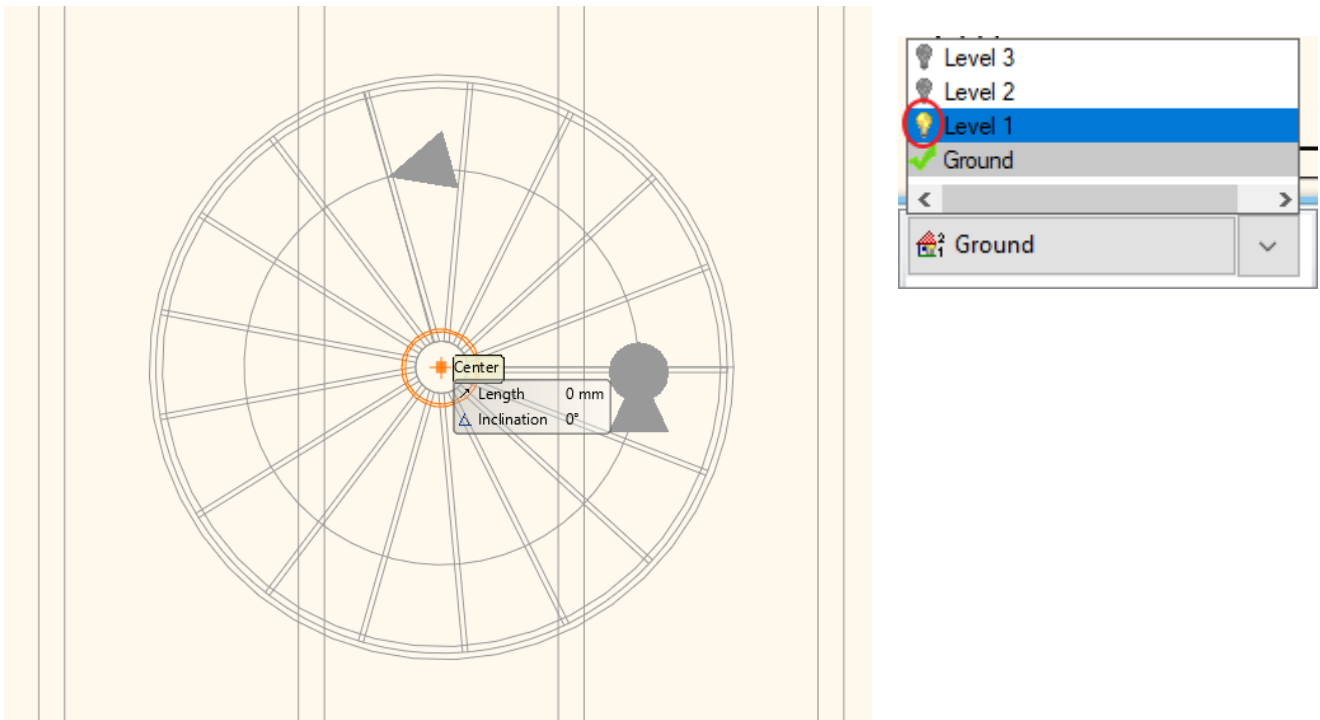 Center
Length 0 mm
Inclination 0°
Level 3
Level 2
Level 1
Ground
Ground